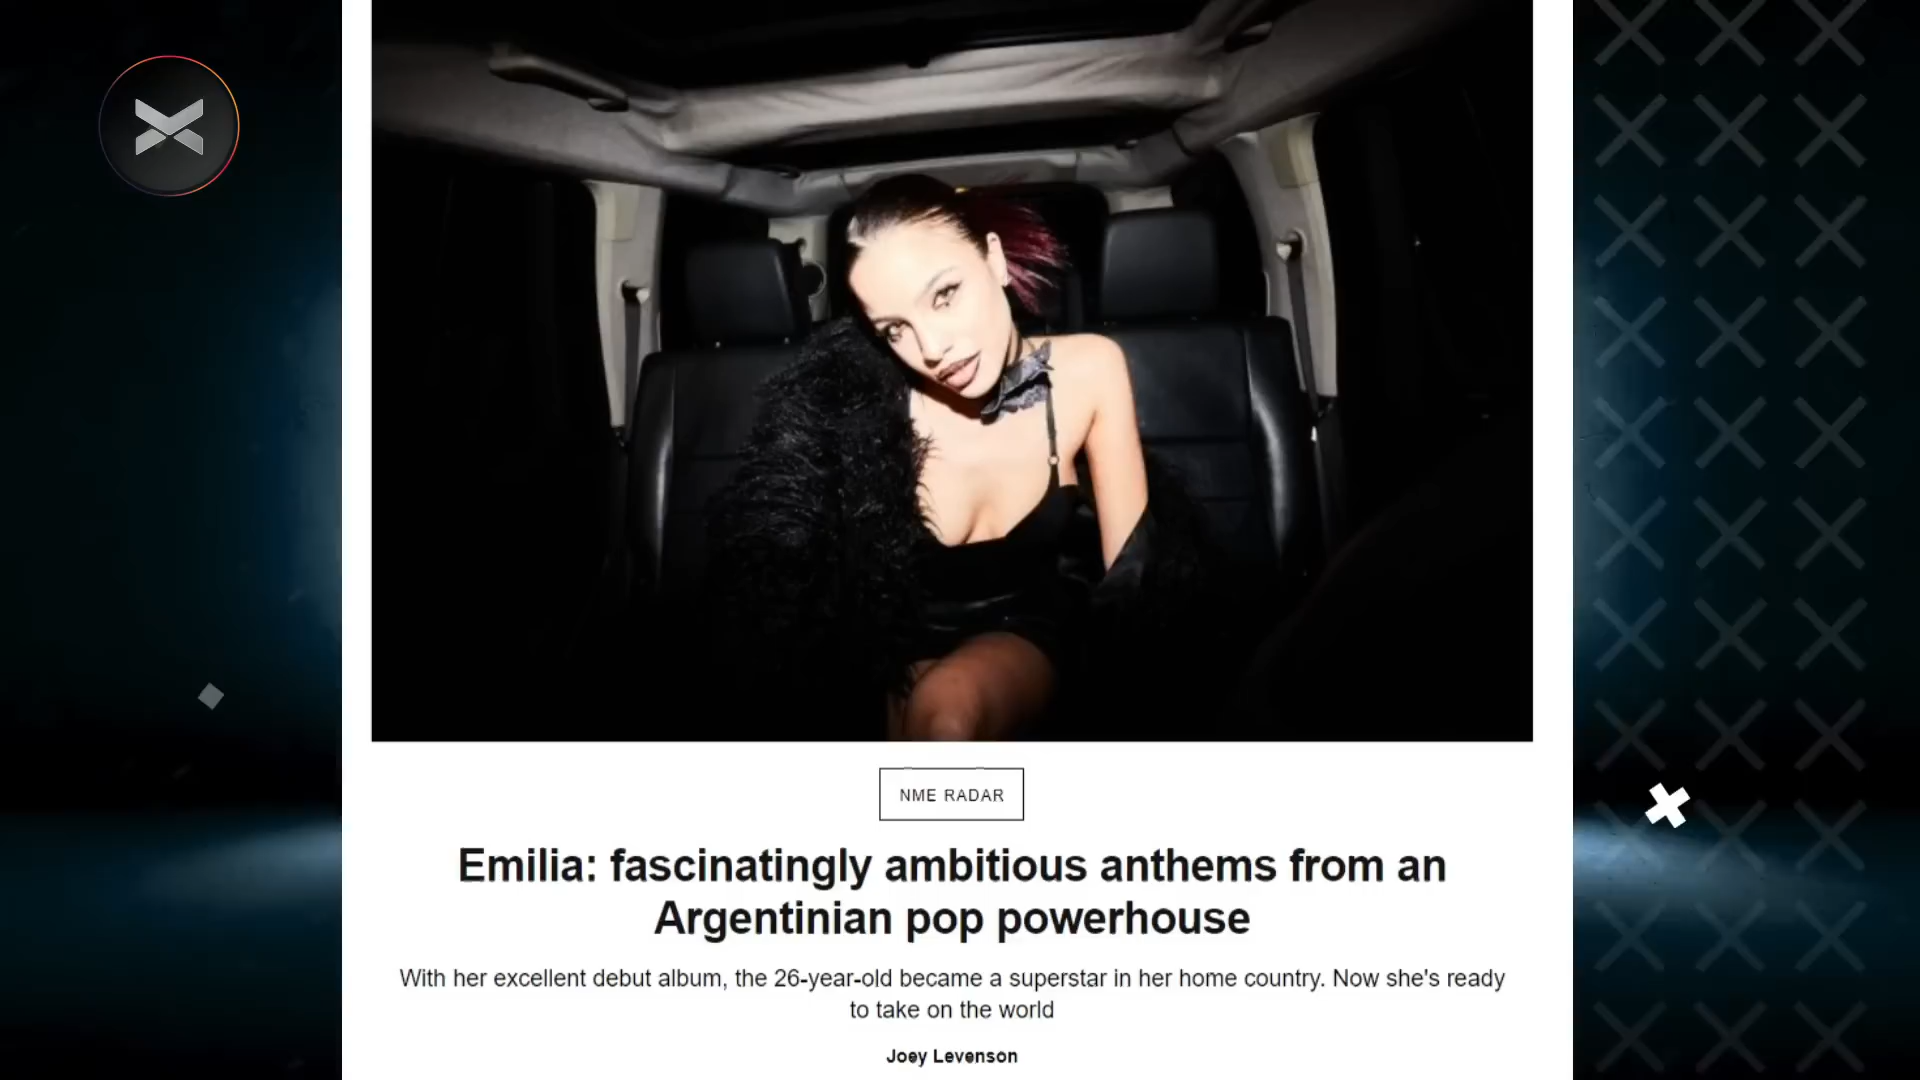 NME RADAR
Emilia: fascinatingly ambitious anthems from an
Argentinian pop powerhouse
With her excellent debut album, the 26-year-old became a superstar in her home country. Now she's ready
to take on the world
Joey Levenson